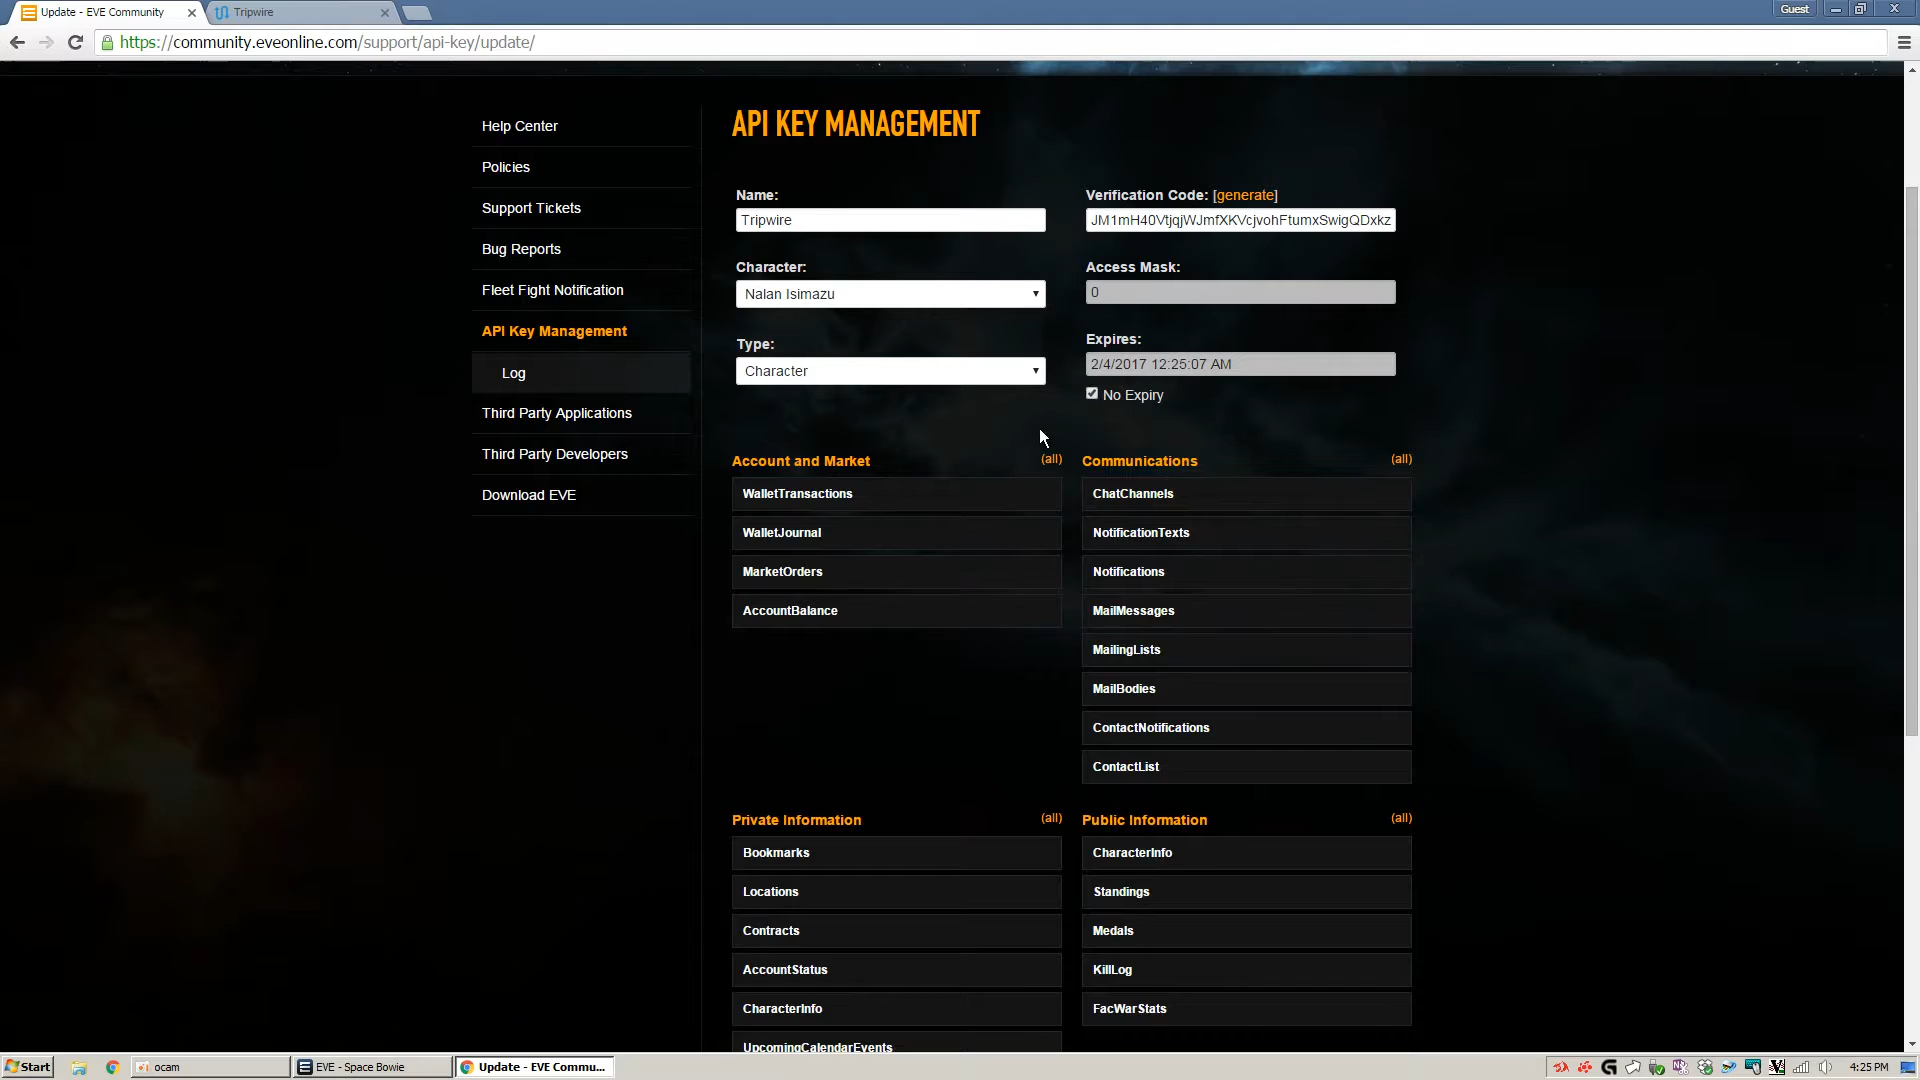 Update - EVE Community
Tripwire
Guest
https://community.eveonline.com/support/api-key/update/
Help Center
Policies
Support Tickets
Bug Reports
Fleet Fight Notification
API Key Management
Log
Third Party Applications
Third Party Developers
Download EVE
API KEY MANAGEMENT
Name:
Tripwire
Verification Code: [generate]
JM1mH40VtjqjWJmfXKVcjvohFtumxSwigQDxkz
Character:
Nalan Isimazu
Access Mask:
0
Type:
Character
Expires:
2/4/2017 12:25:07 AM
No Expiry
Account and Market (all)
WalletTransactions
WalletJournal
MarketOrders
AccountBalance
Communications (all)
ChatChannels
NotificationTexts
Notifications
MailMessages
MailingLists
MailBodies
ContactNotifications
ContactList
Private Information (all)
Bookmarks
Locations
Contracts
AccountStatus
CharacterInfo
UpcomingCalendarEvents
Public Information (all)
CharacterInfo
Standings
Medals
KillLog
FacWarStats
Start
ocam
EVE - Space Bowie
Update - EVE Commu...
4:25 PM